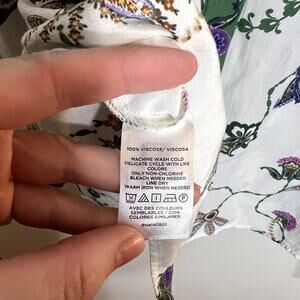 100% VISCOSE/ VISCOSA
MACHINE WASH COLD
DELICATE CYCLE WITH LIKE
COLORS
ONLY NON-CHLORINE
BLEACH WHEN NEEDED
LINE DRY
WARM IRON WHEN NEEDED
AVEC DES COULEURS
SEMBLABLES / CON
COLORES SIMILARES